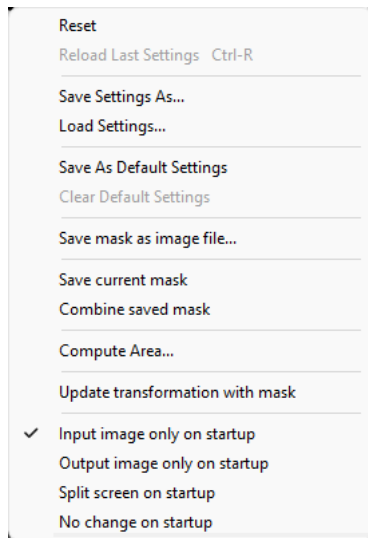 Reset
Reload Last Settings Ctrl-R
Save Settings As...
Load Settings...
Save As Default Settings
Clear Default Settings
Save mask as image file...
Save current mask
Combine saved mask
Compute Area...
Update transformation with mask
Input image only on startup
Output image only on startup
Split screen on startup
No change on startup